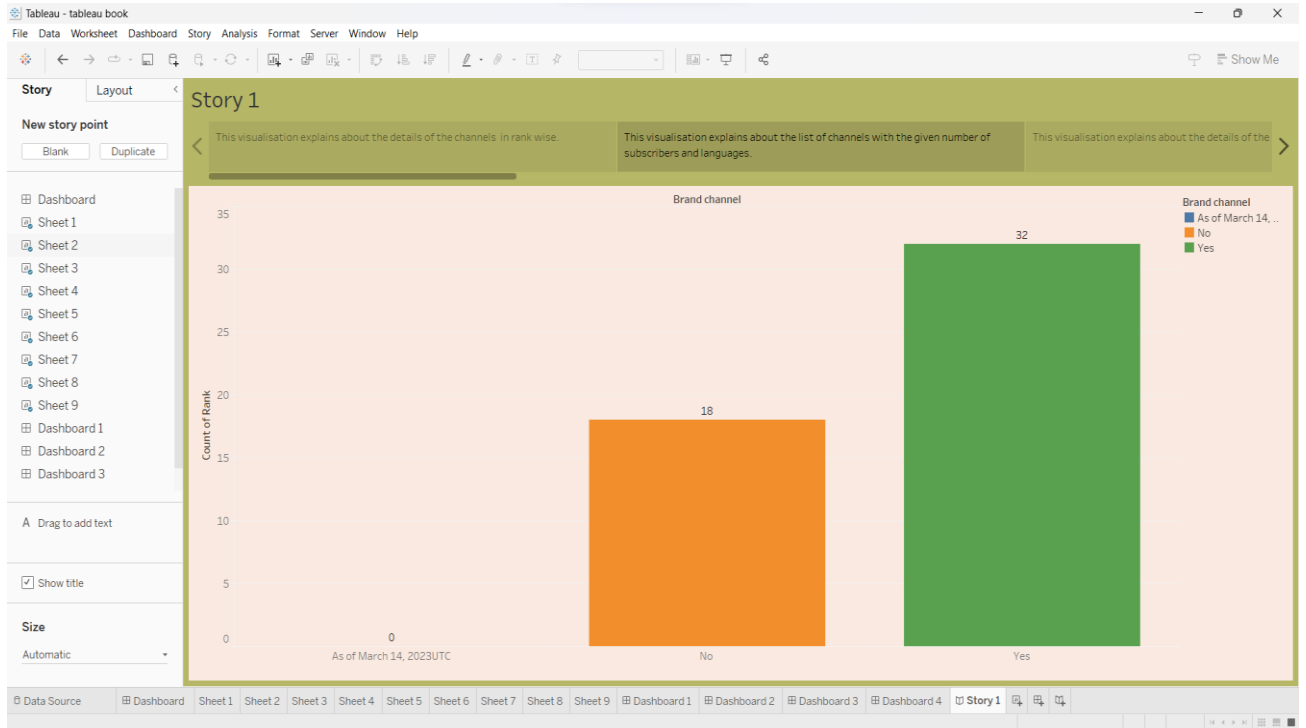 Tableau - tableau book
File Data Worksheet Dashboard Story Analysis Format Server Window Help
Show Me
Story Layout
New story point
Blank Duplicate
Dashboard
Sheet 1
Sheet 2
Sheet 3
Sheet 4
Sheet 5
Sheet 6
Sheet 7
Sheet 8
Sheet 9
Dashboard 1
Dashboard 2
Dashboard 3
A Drag to add text
Show title
Size
Automatic
Story 1
This visualisation explains about the details of the channels in rank wise.
This visualisation explains about the list of channels with the given number of
subscribers and languages.
This visualisation explains about the details of the
Brand channel
Count of Rank
35
30
25
20
15
10
5
0
0
18
32
As of March 14, 2023UTC
No
Yes
Brand channel
As of March 14, ..
No
Yes
Data Source Dashboard Sheet 1 Sheet 2 Sheet 3 Sheet 4 Sheet 5 Sheet 6 Sheet 7 Sheet 8 Sheet 9 Dashboard 1 Dashboard 2 Dashboard 3 Dashboard 4 Story 1